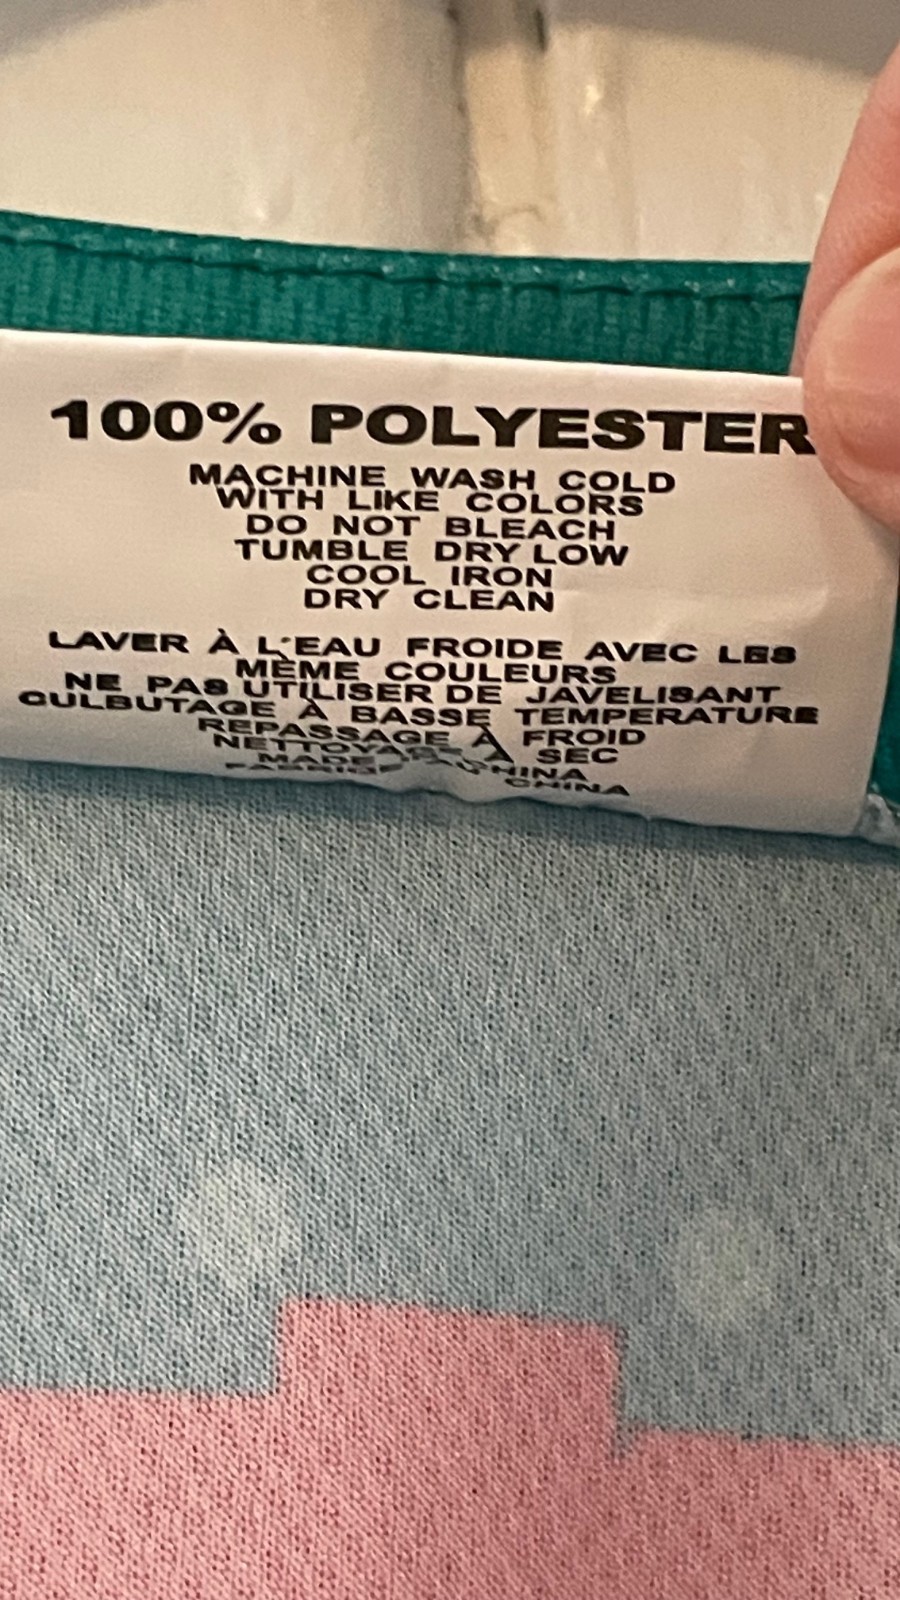 100% POLYESTER
MACHINE WASH COLD
WITH LIKE COLORS
DO NOT BLEACH
TUMBLE DRY LOW
COOL IRON
DRY CLEAN
LAVER À L'EAU FROIDE AVEC LES
MÊME COULEURS
NE PAS UTILISER DE JAVELISANT
CULBUTAGE À BASSE TEMPERATURE
REPASSAGE À FROID
NETTOYAGE À SEC
MADE CHINA
CHINA